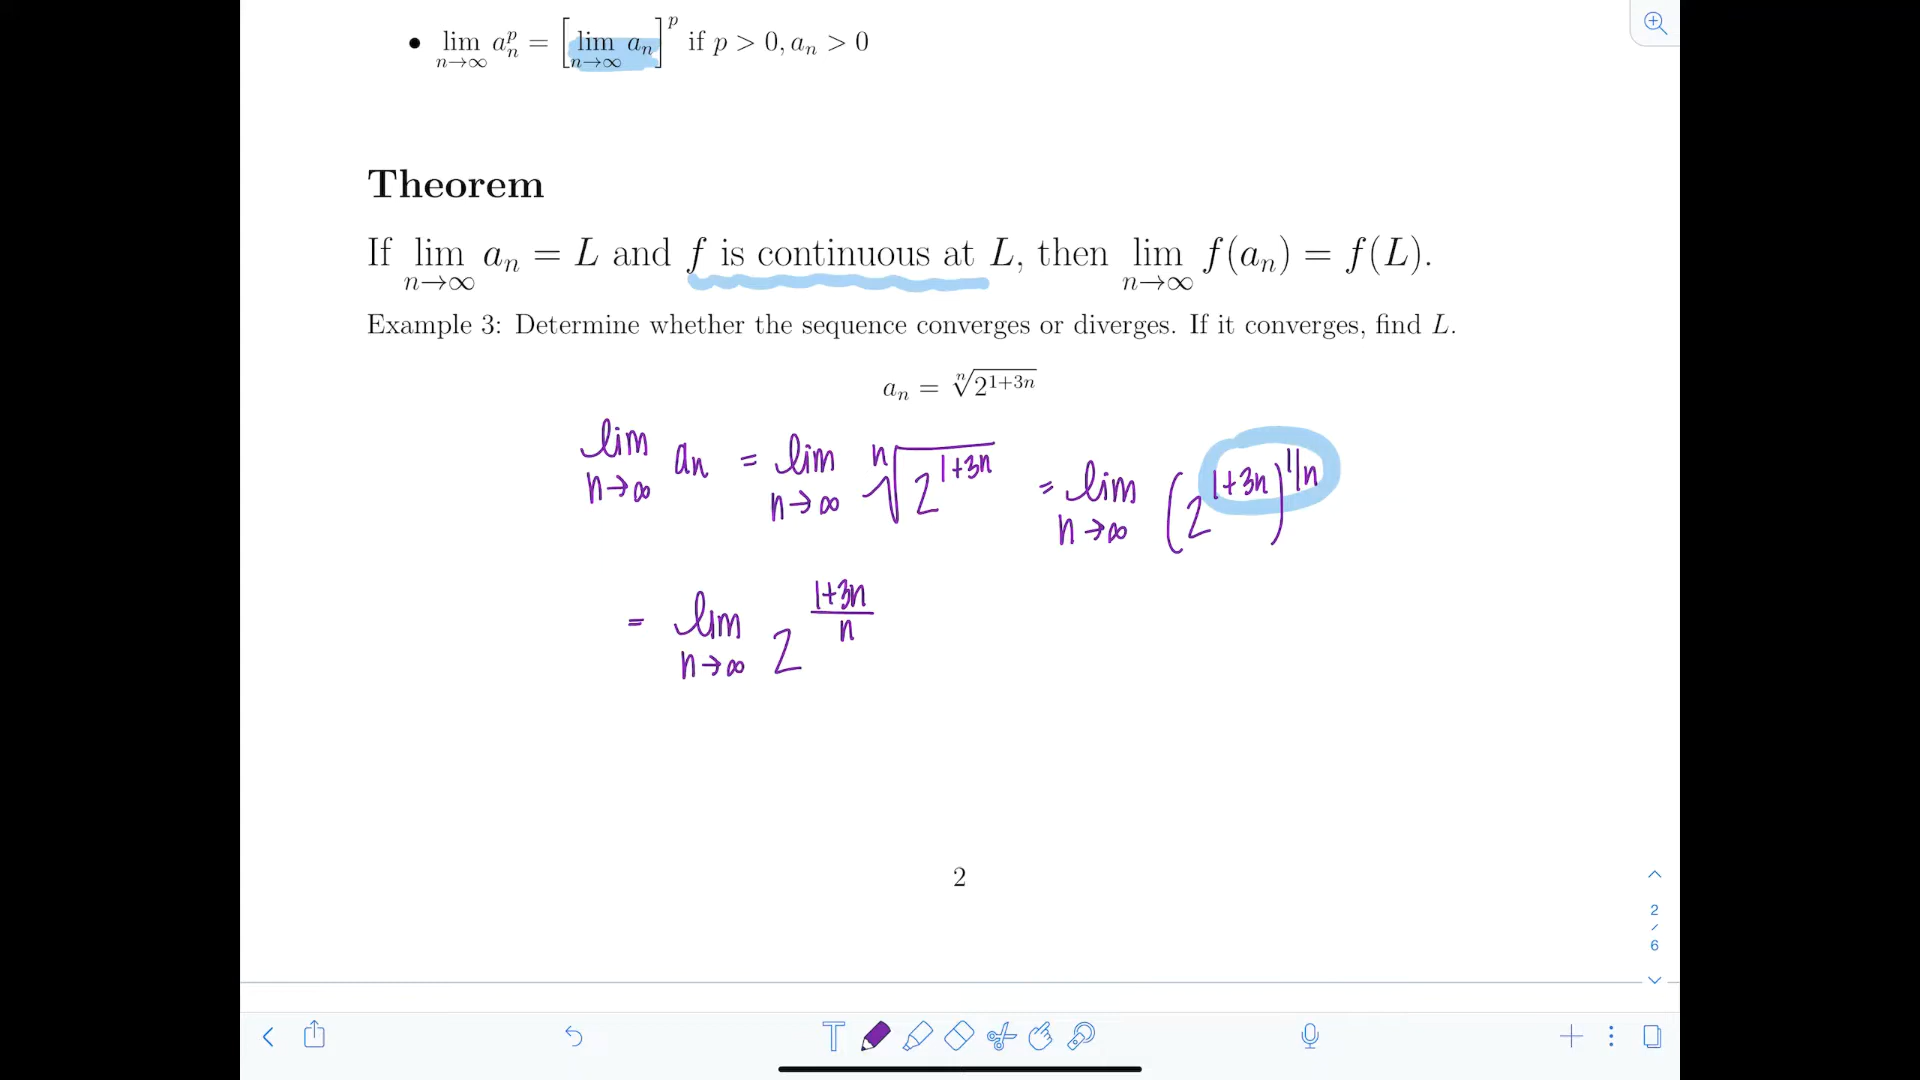 • lim_{n→∞} a_n^p = [lim_{n→∞} a_n]^p if p > 0, a_n > 0
Theorem
If lim_{n→∞} a_n = L and f is continuous at L, then lim_{n→∞} f(a_n) = f(L).
Example 3: Determine whether the sequence converges or diverges. If it converges, find L.
a_n = ⁿ√(2^{1+3n})
lim_{n→∞} a_n = lim_{n→∞} ⁿ√(2^{1+3n}) = lim_{n→∞} (2^{1+3n})^{1/n}
= lim_{n→∞} 2^{\frac{1+3n}{n}}
2
2
/
6
T